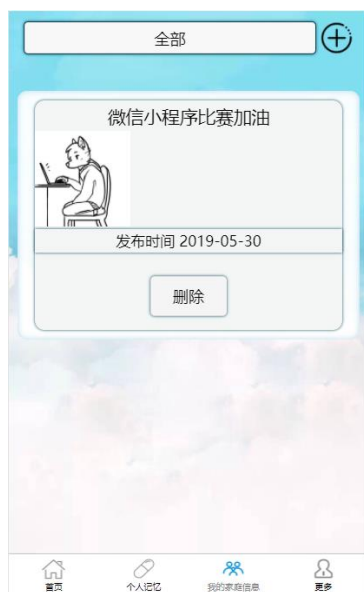 全部
微信小程序比赛加油
发布时间 2019-05-30
删除
首页
个人记忆
我的家庭信息
更多